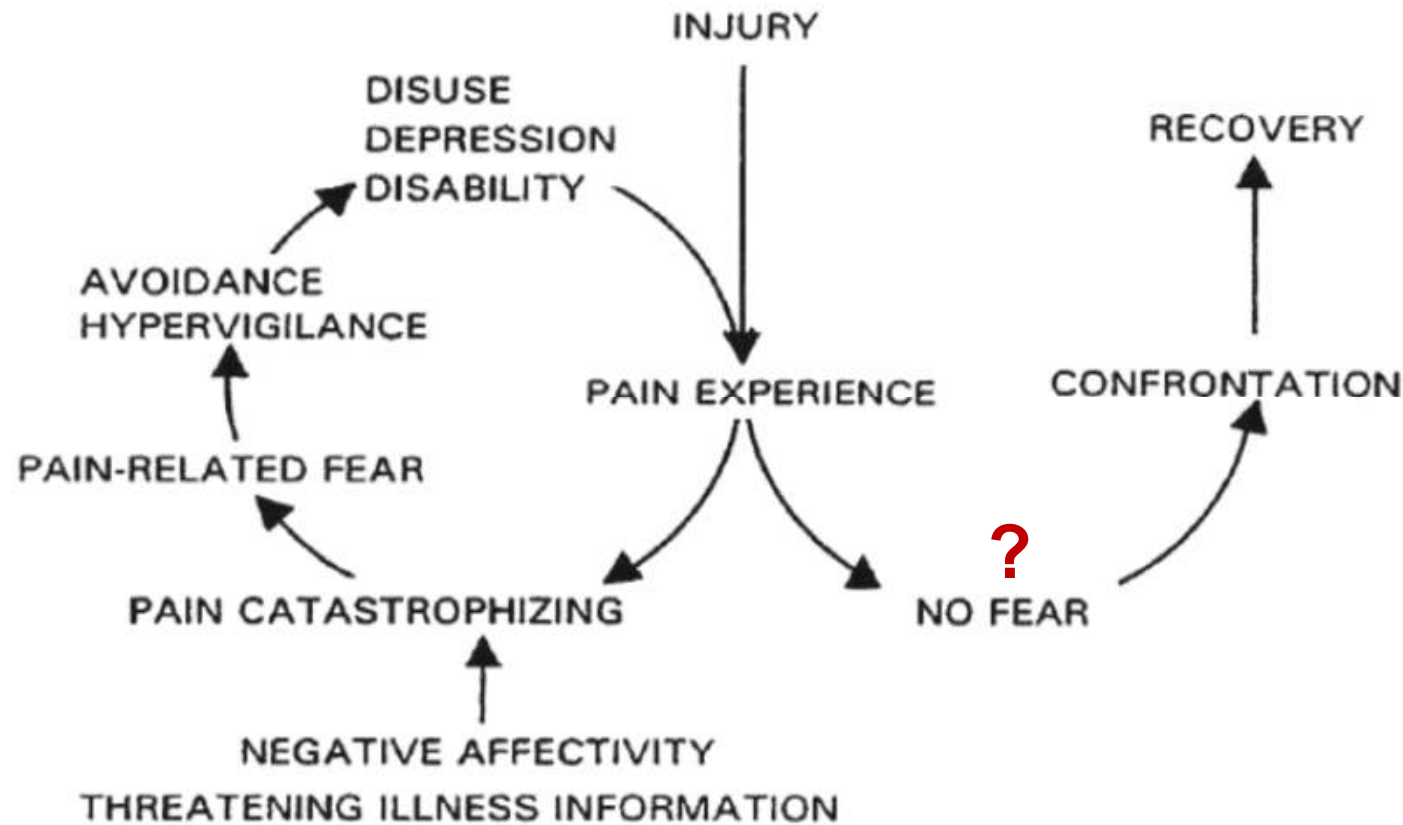 INJURY
DISUSE
DEPRESSION
DISABILITY
RECOVERY
AVOIDANCE
HYPERVIGILANCE
PAIN EXPERIENCE
CONFRONTATION
PAIN-RELATED FEAR
?
PAIN CATASTROPHIZING
NO FEAR
NEGATIVE AFFECTIVITY
THREATENING ILLNESS INFORMATION